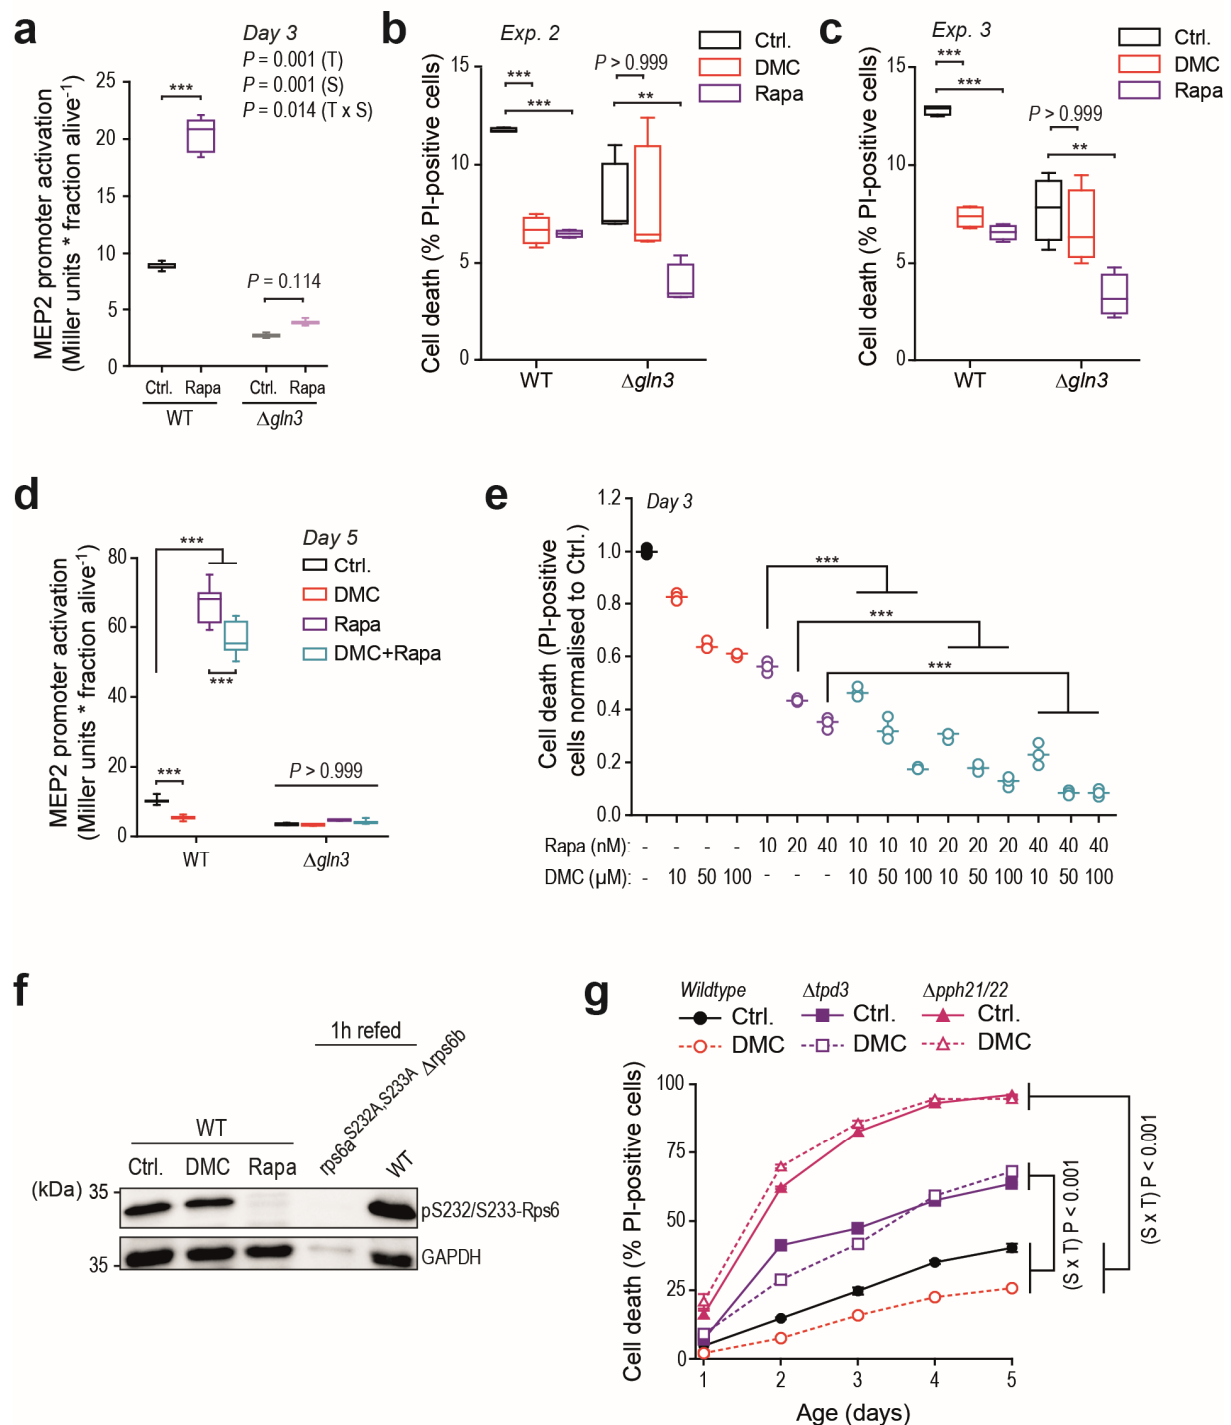 a
Day 3
P = 0.001 (T)
P = 0.001 (S)
P = 0.014 (T x S)
MEP2 promoter activation
(Miller units * fraction alive⁻¹)
25
20
15
10
5
0
***
P = 0.114
Ctrl. Rapa Ctrl. Rapa
WT Δgln3
b
Exp. 2
Ctrl.
DMC
Rapa
Cell death (% PI-positive cells)
15
10
5
0
***
***
P > 0.999
**
WT Δgln3
c
Exp. 3
Ctrl.
DMC
Rapa
Cell death (% PI-positive cells)
15
10
5
0
***
***
P > 0.999
**
WT Δgln3
d
Day 5
Ctrl.
DMC
Rapa
DMC+Rapa
MEP2 promoter activation
(Miller units * fraction alive⁻¹)
80
60
40
20
0
***
***
***
P > 0.999
WT Δgln3
e
Day 3
Cell death (PI-positive
cells normalised to Ctrl.)
1.2
1.0
0.8
0.6
0.4
0.2
0.0
***
***
***
Rapa (nM): - - - - 10 20 40 10 10 10 20 20 20 40 40 40
DMC (µM): - 10 50 100 - - - 10 50 100 10 50 100 10 50 100
f
1h refed
WT
Ctrl. DMC Rapa rps6a^S232A,S233A Δrps6b WT
(kDa)
35
pS232/S233-Rps6
35
GAPDH
g
Wildtype Δtpd3 Δpph21/22
Ctrl. Ctrl. Ctrl.
DMC DMC DMC
Cell death (% PI-positive cells)
100
75
50
25
0
1 2 3 4 5
Age (days)
(S x T) P < 0.001
(S x T) P < 0.001